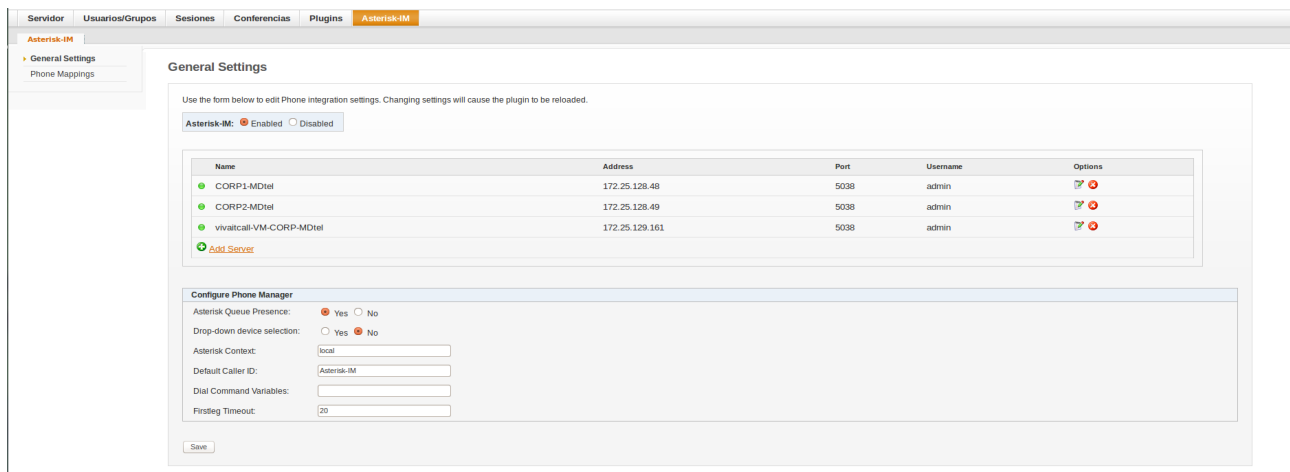 Servidor Usuarios/Grupos Sesiones Conferencias Plugins Asterisk-IM
Asterisk-IM
General Settings
Phone Mappings
General Settings
Use the form below to edit Phone integration settings. Changing settings will cause the plugin to be reloaded.
Asterisk-IM: Enabled Disabled
Name Address Port Username Options
CORP1-MDtel 172.25.128.48 5038 admin
CORP2-MDtel 172.25.128.49 5038 admin
vivaitcall-VM-CORP-MDtel 172.25.129.161 5038 admin
Add Server
Configure Phone Manager
Asterisk Queue Presence: Yes No
Drop-down device selection: Yes No
Asterisk Context: local
Default Caller ID: Asterisk-IM
Dial Command Variables:
Firstleg Timeout: 20
Save